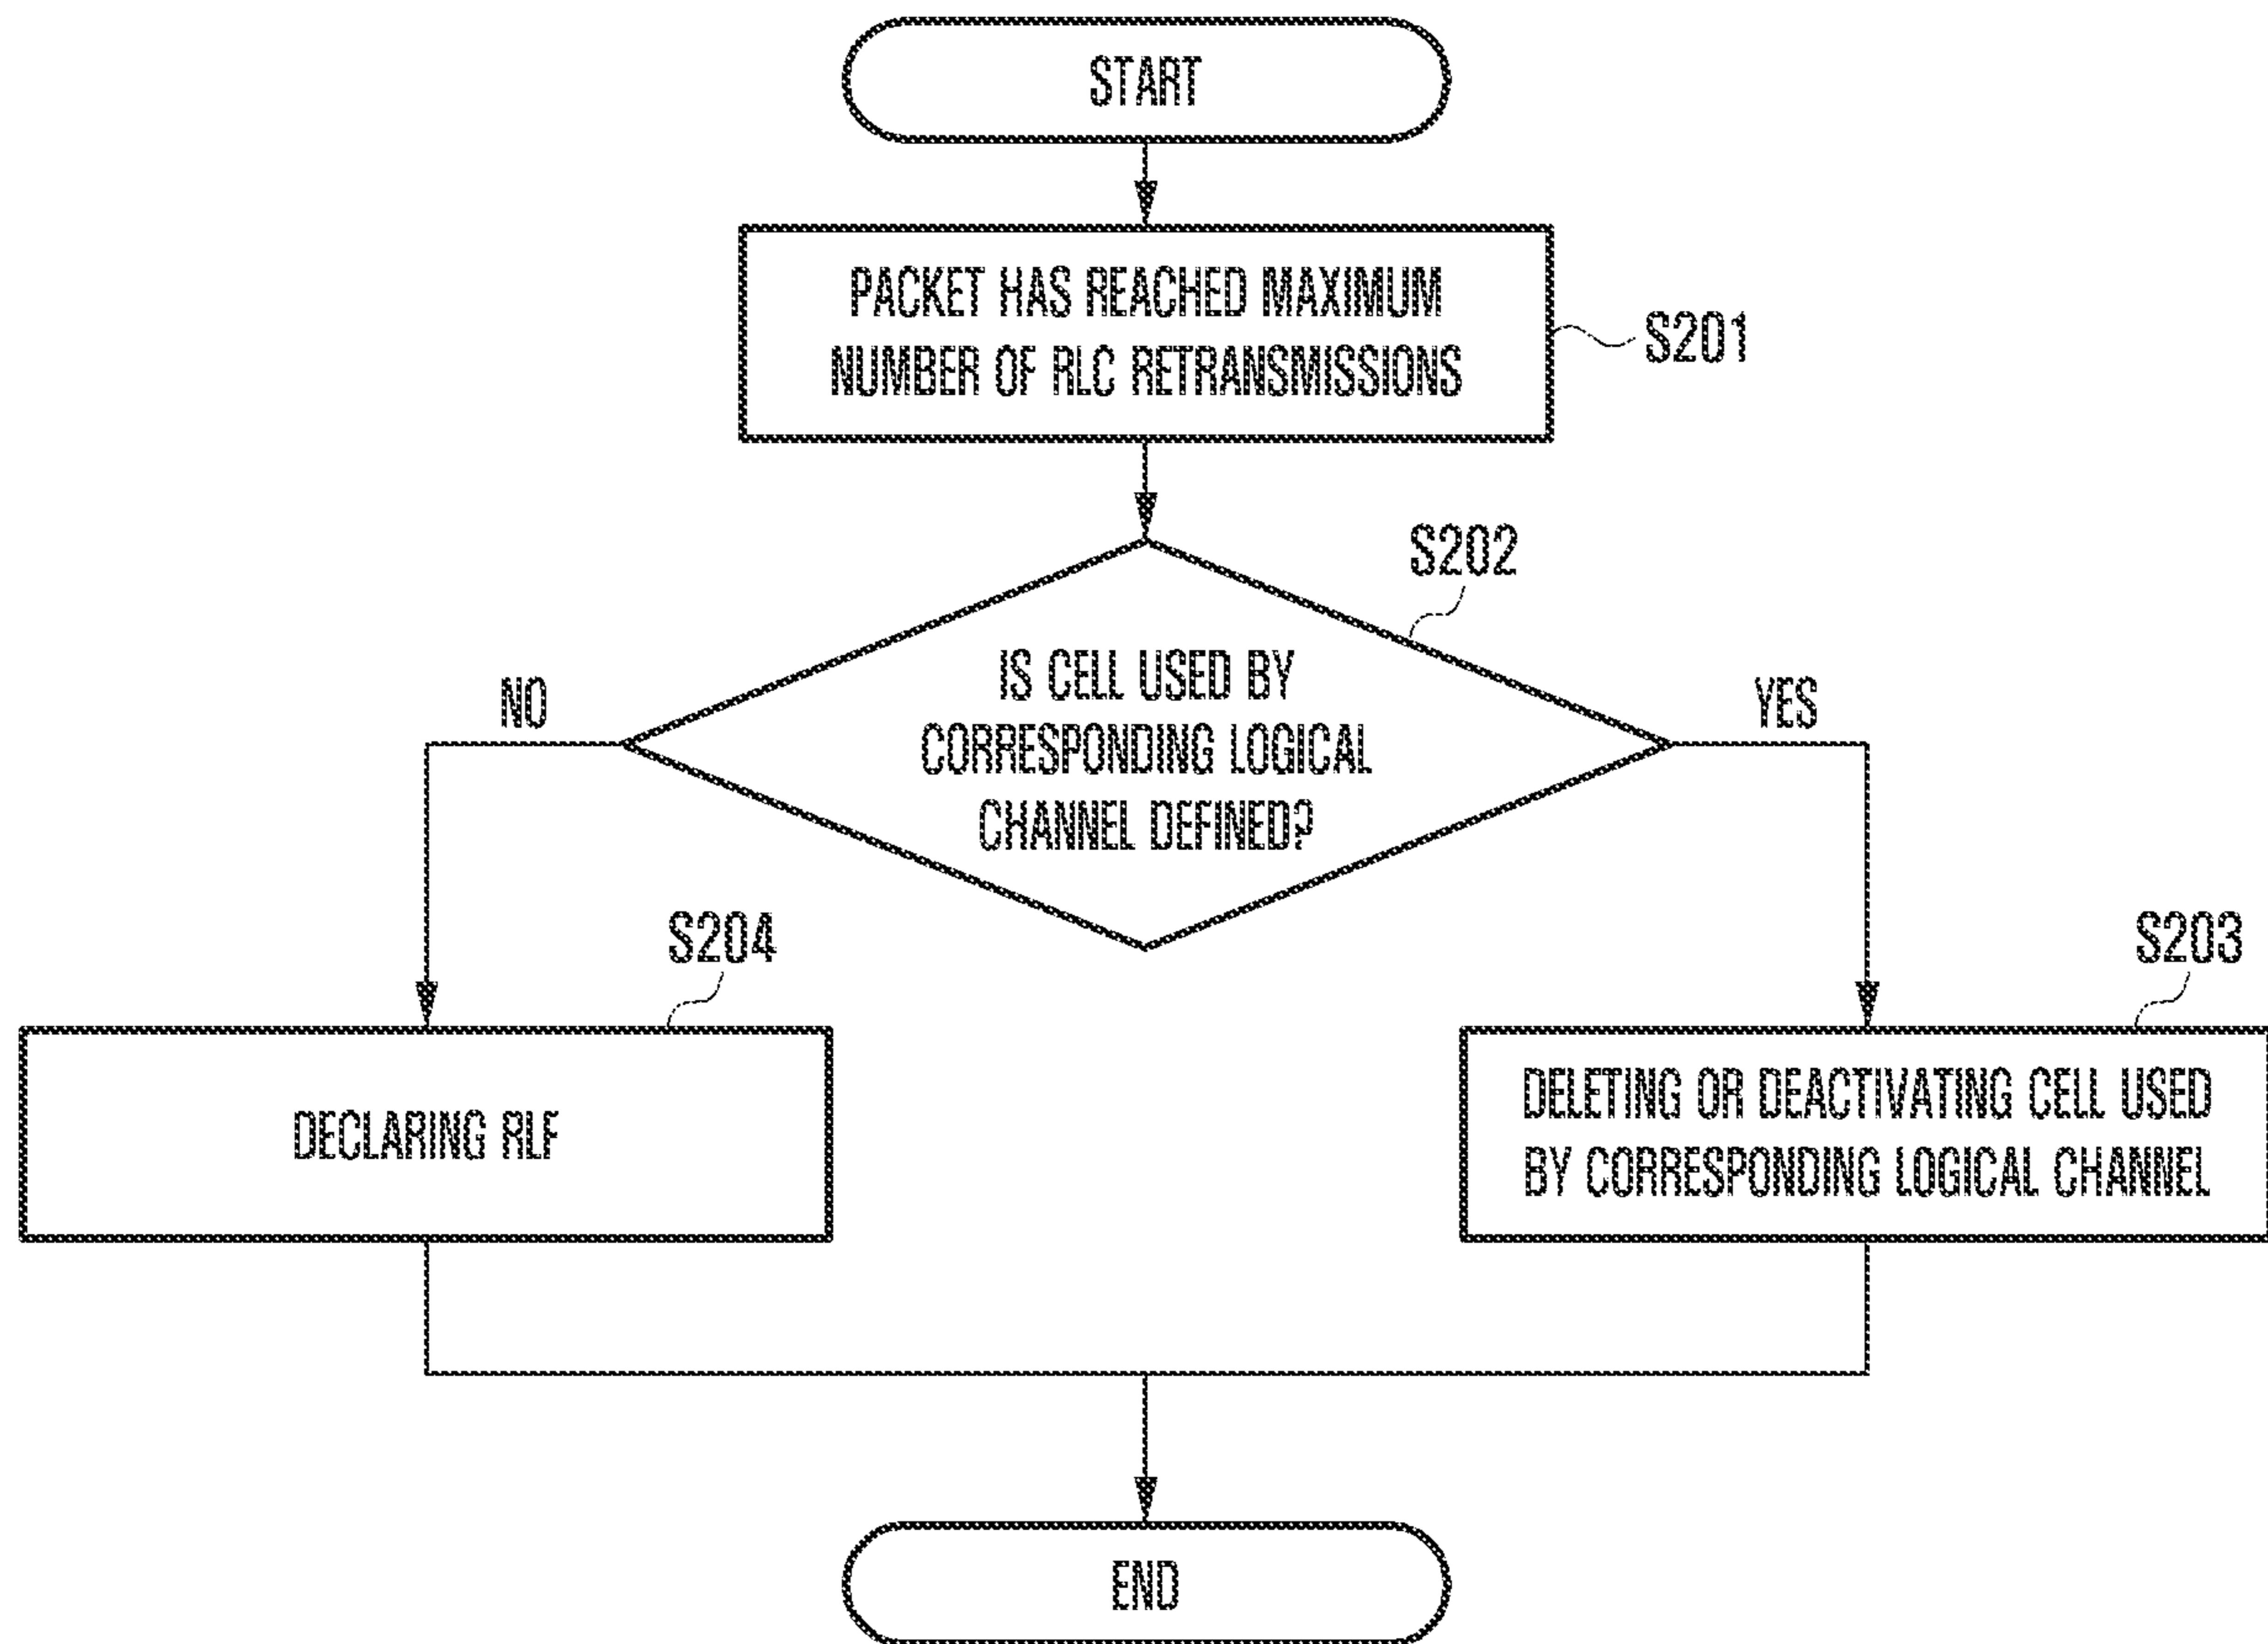 START
PACKET HAS REACHED MAXIMUM
NUMBER OF RLC RETRANSMISSIONS
S201
S202
IS CELL USED BY
CORRESPONDING LOGICAL
CHANNEL DEFINED?
NO
YES
S204
S203
DECLARING RLF
DELETING OR DEACTIVATING CELL USED
BY CORRESPONDING LOGICAL CHANNEL
END